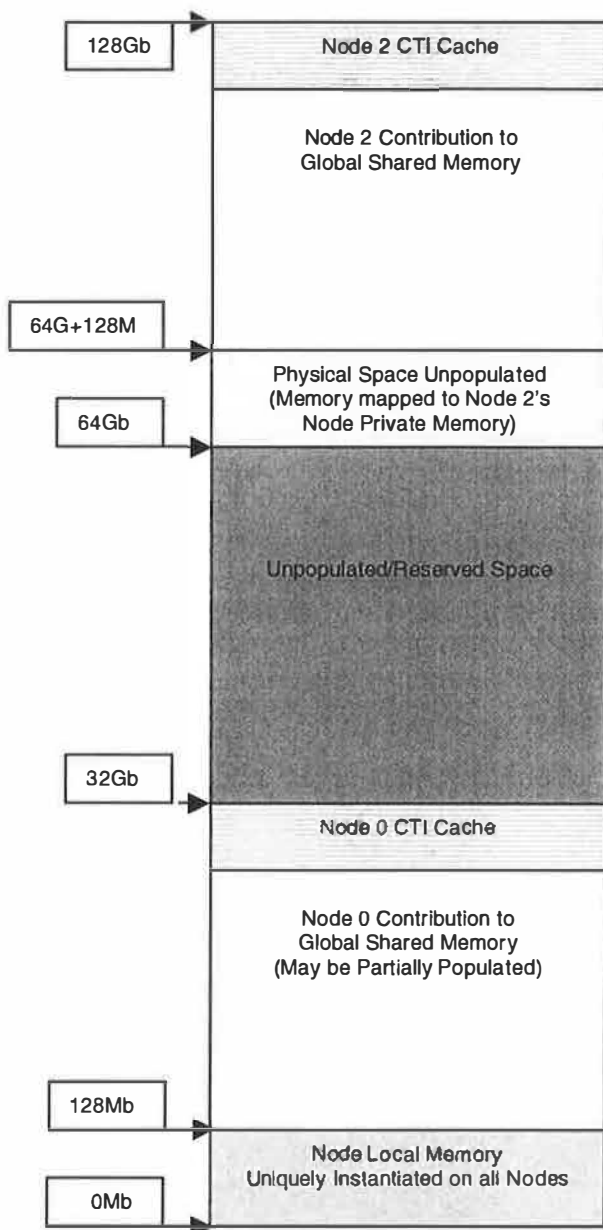 128Gb
Node 2 CTI Cache
Node 2 Contribution to
Global Shared Memory
64G+128M
Physical Space Unpopulated
(Memory mapped to Node 2's
Node Private Memory)
64Gb
Unpopulated/Reserved Space
32Gb
Node 0 CTI Cache
Node 0 Contribution to
Global Shared Memory
(May be Partially Populated)
128Mb
Node Local Memory
Uniquely Instantiated on all Nodes
0Mb